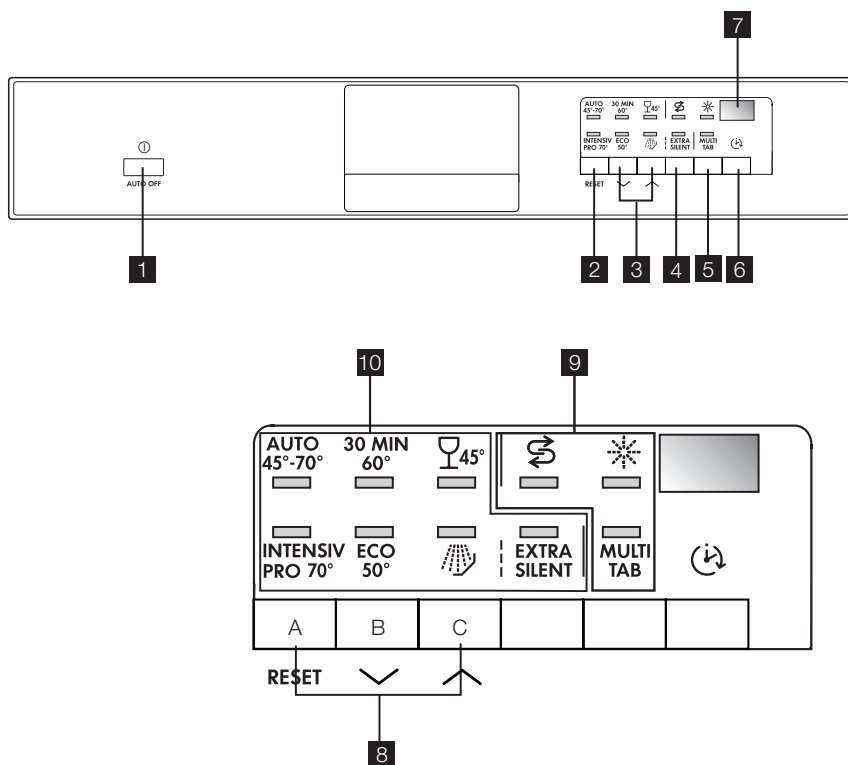 7
AUTO 30 MIN
45°-70° 60° 45°
INTENSIV ECO EXTRA MULTI
PRO 70° 50° SILENT TAB
AUTO OFF
RESET
1
2 3 4 5 6
10 9
AUTO 30 MIN
45°-70° 60° 45°
INTENSIV ECO EXTRA MULTI
PRO 70° 50° SILENT TAB
A B C
RESET
8